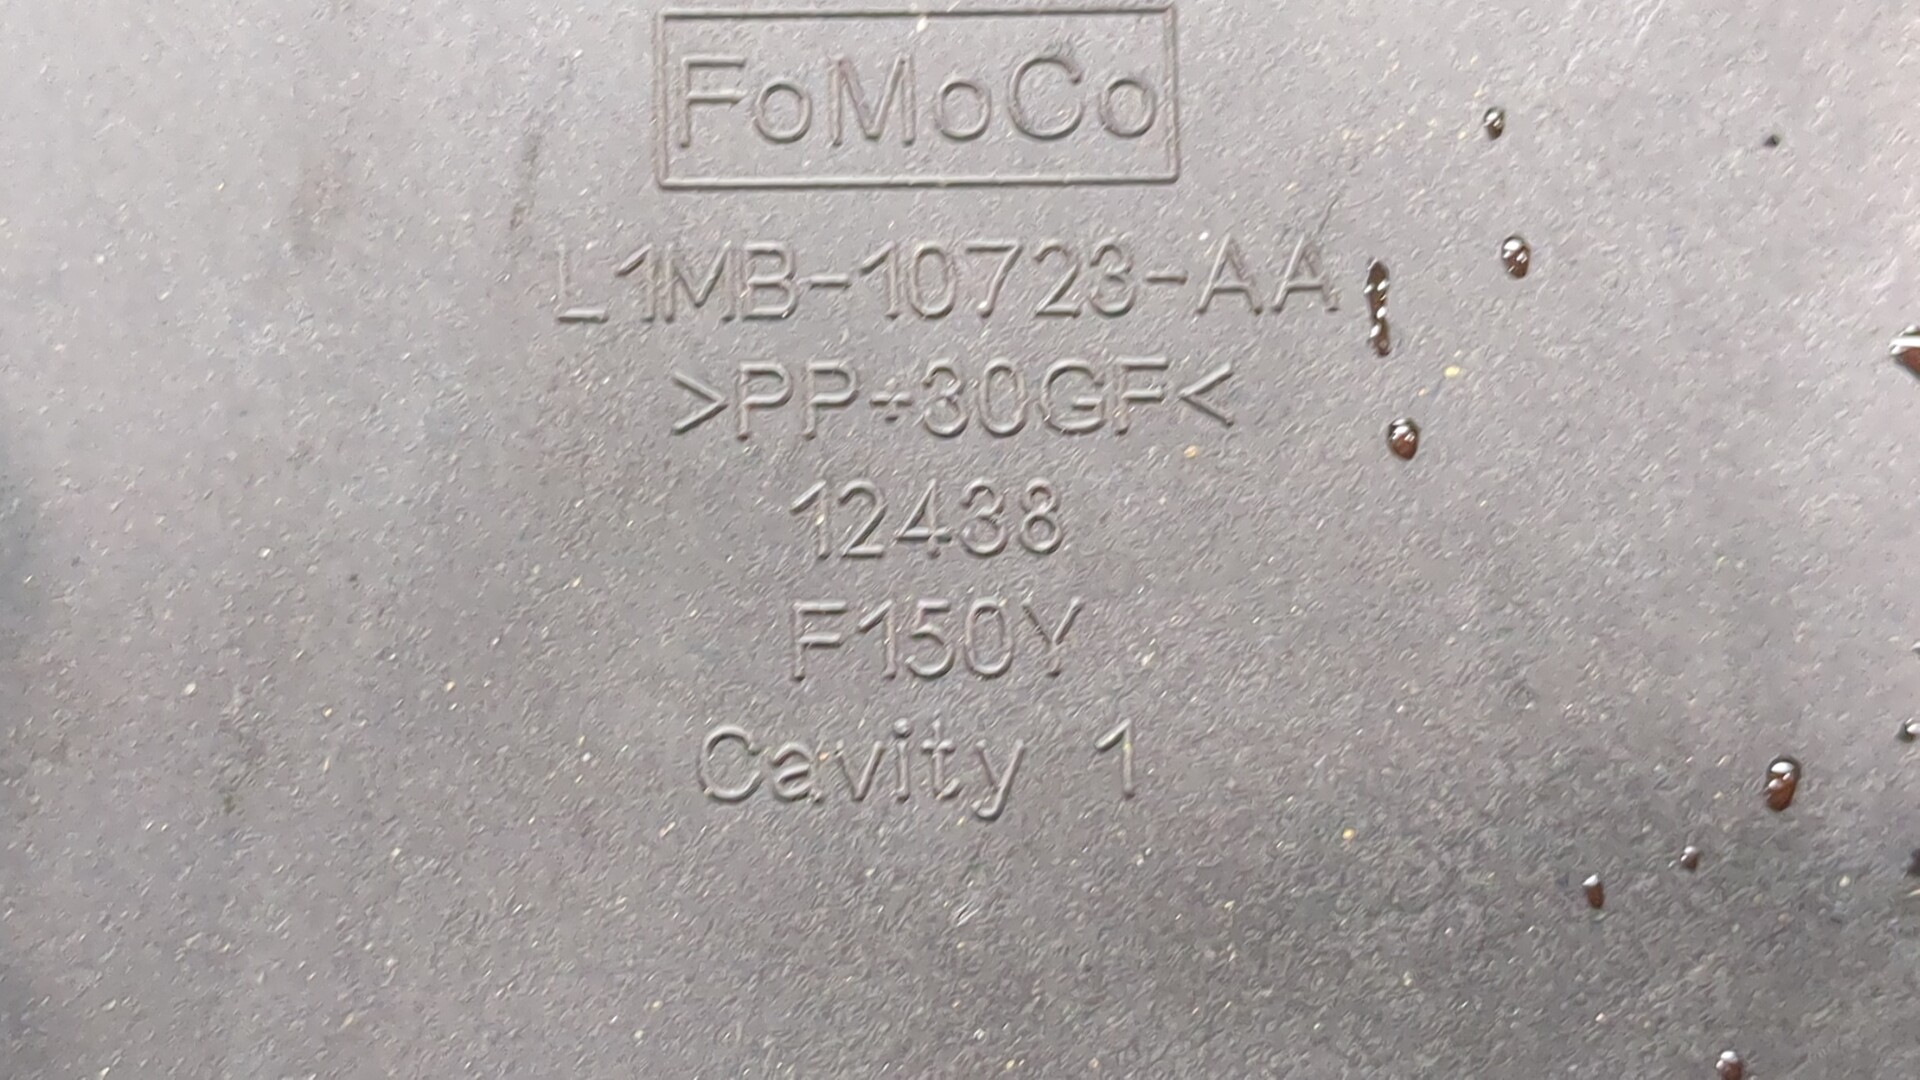 FoMoCo
L1MB-10723-AA
>PP+30GF<
12438
F150Y
Cavity 1